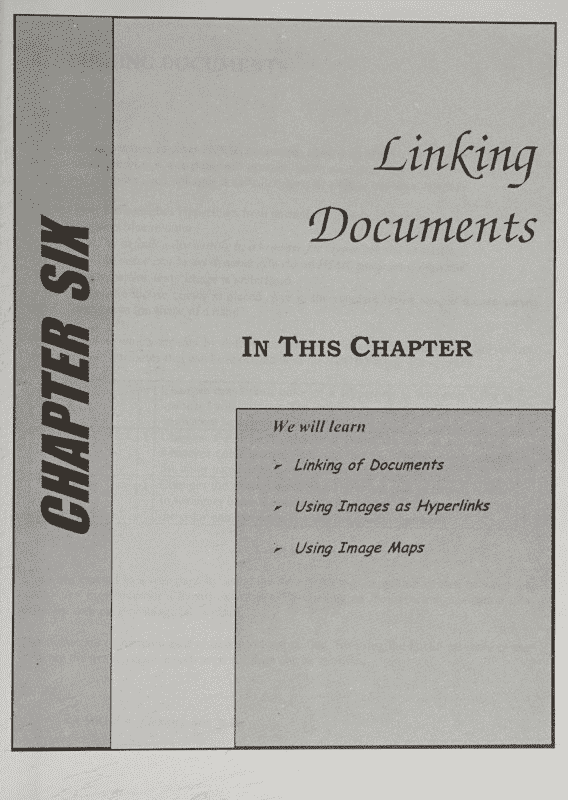 CHAPTER SIX
Linking
Documents
IN THIS CHAPTER
We will learn
➢ Linking of Documents
➢ Using Images as Hyperlinks
➢ Using Image Maps